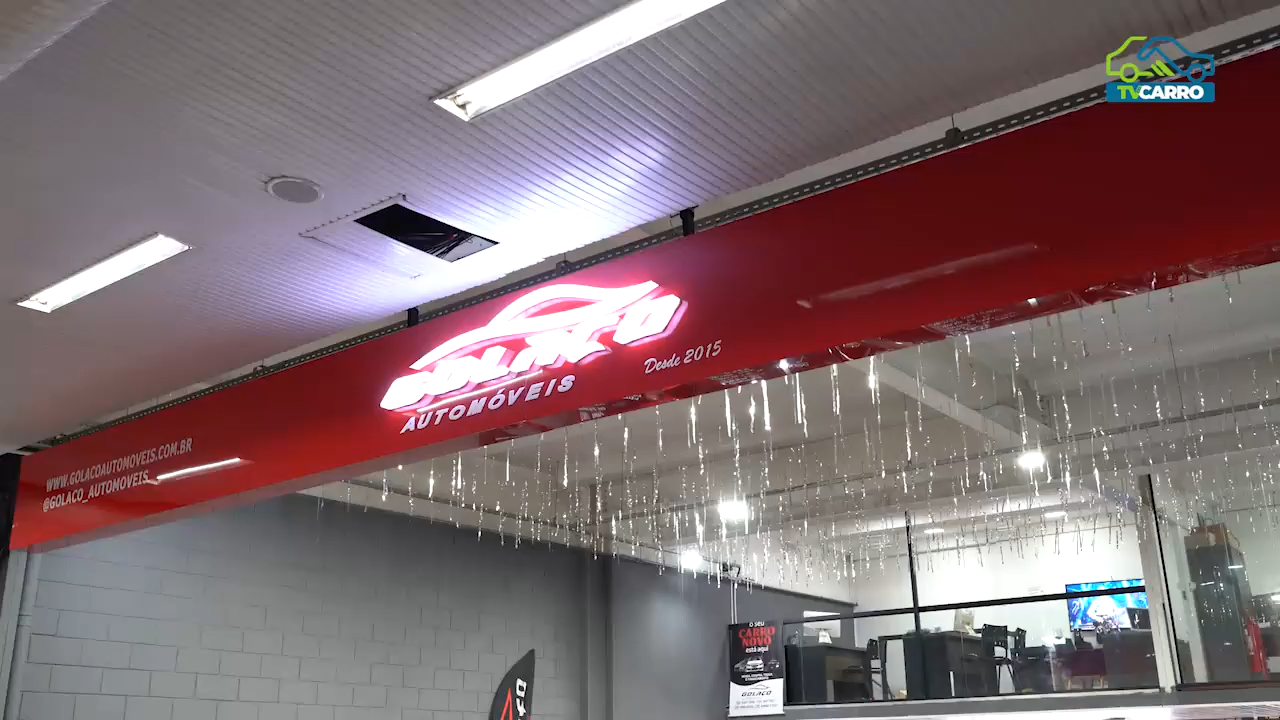 TVCARRO
GOLAÇO
AUTOMÓVEIS
Desde 2015
WWW.GOLACOAUTOMOVEIS.COM.BR
@GOLACO_AUTOMOVEIS
O seu
CARRO
NOVO
está aqui
GOLAÇO